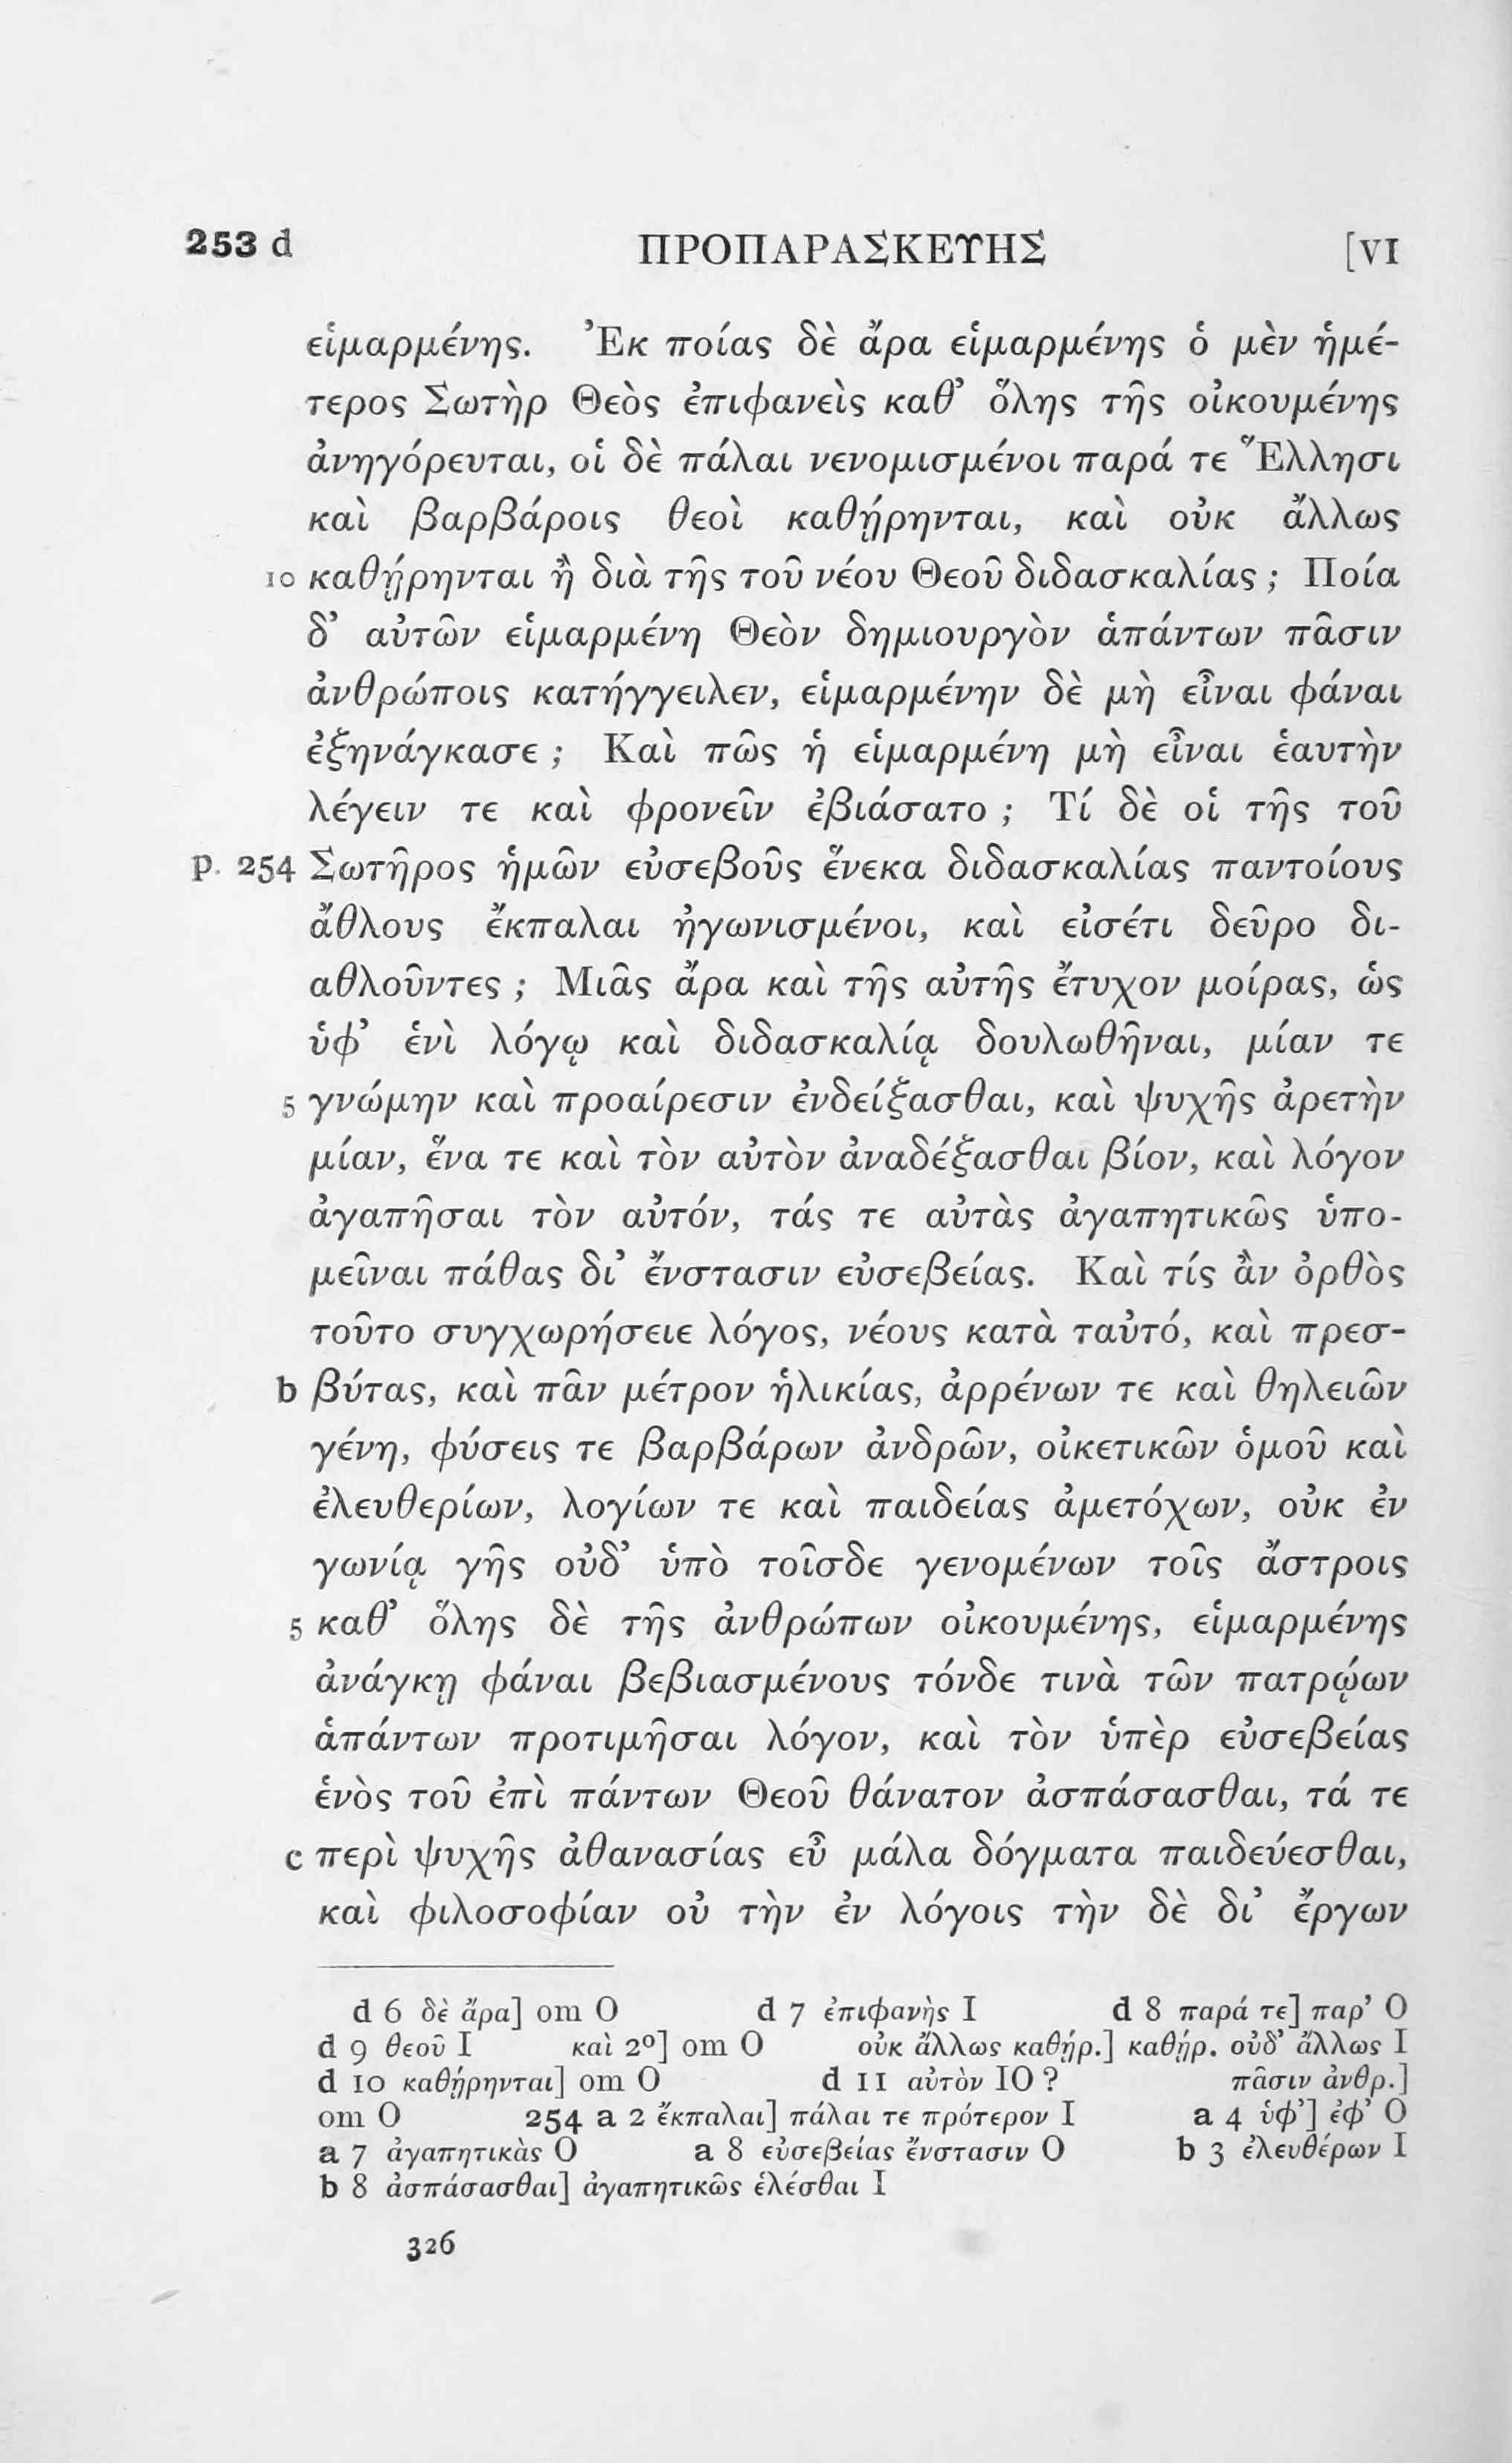 253 d ΠΡΟΠΑΡΑΣΚΕΥΗΣ [VI
εἱμαρμένης. Ἐκ ποίας δὲ ἄρα εἱμαρμένης ὁ μὲν ἡμέ-
τερος Σωτὴρ Θεὸς ἐπιφανεὶς καθ’ ὅλης τῆς οἰκουμένης
ἀνηγόρευται, οἱ δὲ πάλαι νενομισμένοι παρά τε Ἕλλησι
καὶ βαρβάροις θεοὶ καθῄρηνται, καὶ οὐκ ἄλλως
10 καθῄρηνται ἢ διὰ τῆς τοῦ νέου Θεοῦ διδασκαλίας ; Ποία
δ’ αὐτῶν εἱμαρμένη Θεὸν δημιουργὸν ἁπάντων πᾶσιν
ἀνθρώποις κατήγγειλεν, εἱμαρμένην δὲ μὴ εἶναι φάναι
ἐξηνάγκασε ; Καὶ πῶς ἡ εἱμαρμένη μὴ εἶναι ἑαυτὴν
λέγειν τε καὶ φρονεῖν ἐβιάσατο ; Τί δὲ οἱ τῆς τοῦ
p. 254 Σωτῆρος ἡμῶν εὐσεβοῦς ἕνεκα διδασκαλίας παντοίους
ἄθλους ἔκπαλαι ἠγωνισμένοι, καὶ εἰσέτι δεῦρο δι-
αθλοῦντες ; Μιᾶς ἄρα καὶ τῆς αὐτῆς ἔτυχον μοίρας, ὡς
ὑφ’ ἑνὶ λόγῳ καὶ διδασκαλίᾳ δουλωθῆναι, μίαν τε
5 γνώμην καὶ προαίρεσιν ἐνδείξασθαι, καὶ ψυχῆς ἀρετὴν
μίαν, ἕνα τε καὶ τὸν αὐτὸν ἀναδέξασθαι βίον, καὶ λόγον
ἀγαπῆσαι τὸν αὐτόν, τάς τε αὐτὰς ἀγαπητικῶς ὑπο-
μεῖναι πάθας δι’ ἔνστασιν εὐσεβείας. Καὶ τίς ἂν ὀρθὸς
τοῦτο συγχωρήσειε λόγος, νέους κατὰ ταὐτό, καὶ πρεσ-
b βύτας, καὶ πᾶν μέτρον ἡλικίας, ἀρρένων τε καὶ θηλειῶν
γένη, φύσεις τε βαρβάρων ἀνδρῶν, οἰκετικῶν ὁμοῦ καὶ
ἐλευθερίων, λογίων τε καὶ παιδείας ἀμετόχων, οὐκ ἐν
γωνίᾳ γῆς οὐδ’ ὑπὸ τοῖσδε γενομένων τοῖς ἄστροις
5 καθ’ ὅλης δὲ τῆς ἀνθρώπων οἰκουμένης, εἱμαρμένης
ἀνάγκῃ φάναι βεβιασμένους τόνδε τινὰ τῶν πατρῴων
ἁπάντων προτιμῆσαι λόγον, καὶ τὸν ὑπὲρ εὐσεβείας
ἑνὸς τοῦ ἐπὶ πάντων Θεοῦ θάνατον ἀσπάσασθαι, τά τε
c περὶ ψυχῆς ἀθανασίας εὖ μάλα δόγματα παιδεύεσθαι,
καὶ φιλοσοφίαν οὐ τὴν ἐν λόγοις τὴν δὲ δι’ ἔργων
d 6 δὲ ἄρα] om O d 7 ἐπιφανὴς I d 8 παρά τε] παρ’ O
d 9 θεοῦ I καὶ 2º] om O οὐκ ἄλλως καθῄρ.] καθῄρ. οὐδ’ ἄλλως I
d 10 καθῄρηνται] om O d 11 αὐτὸν IO ? πᾶσιν ἀνθρ.]
om O 254 a 2 ἔκπαλαι] πάλαι τε πρότερον I a 4 ὑφ’] ἐφ’ O
a 7 ἀγαπητικὰς O a 8 εὐσεβείας ἔνστασιν O b 3 ἐλευθέρων I
b 8 ἀσπάσασθαι] ἀγαπητικῶς ἑλέσθαι I
326